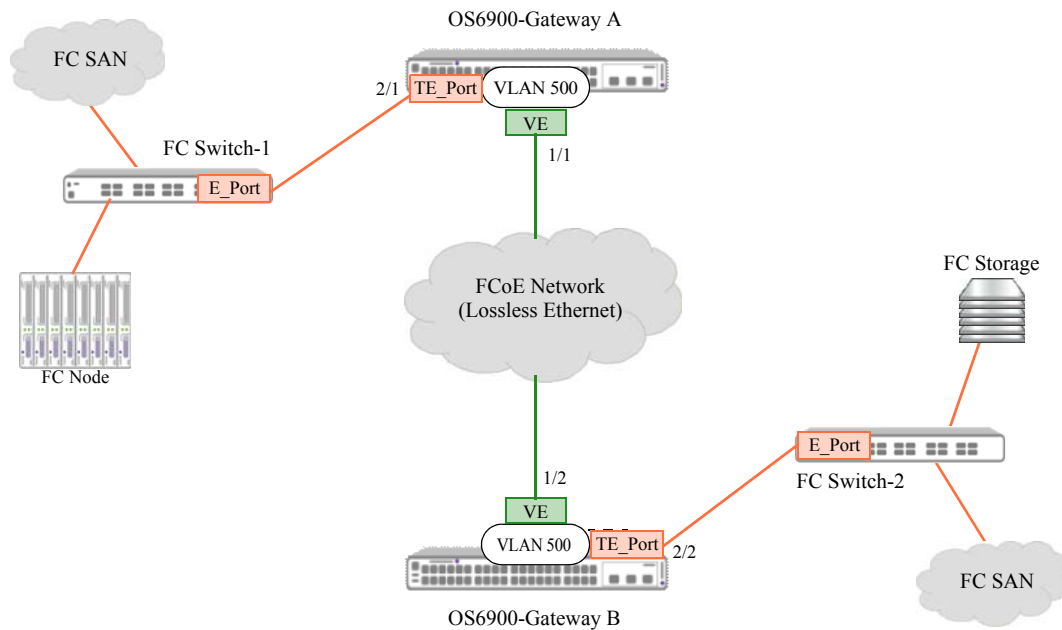 OS6900-Gateway A
FC SAN
2/1
TE_Port
VLAN 500
VE
FC Switch-1
1/1
E_Port
FC Storage
FCoE Network
(Lossless Ethernet)
FC Node
E_Port
1/2
FC Switch-2
VE
VLAN 500
TE_Port
2/2
FC SAN
OS6900-Gateway B